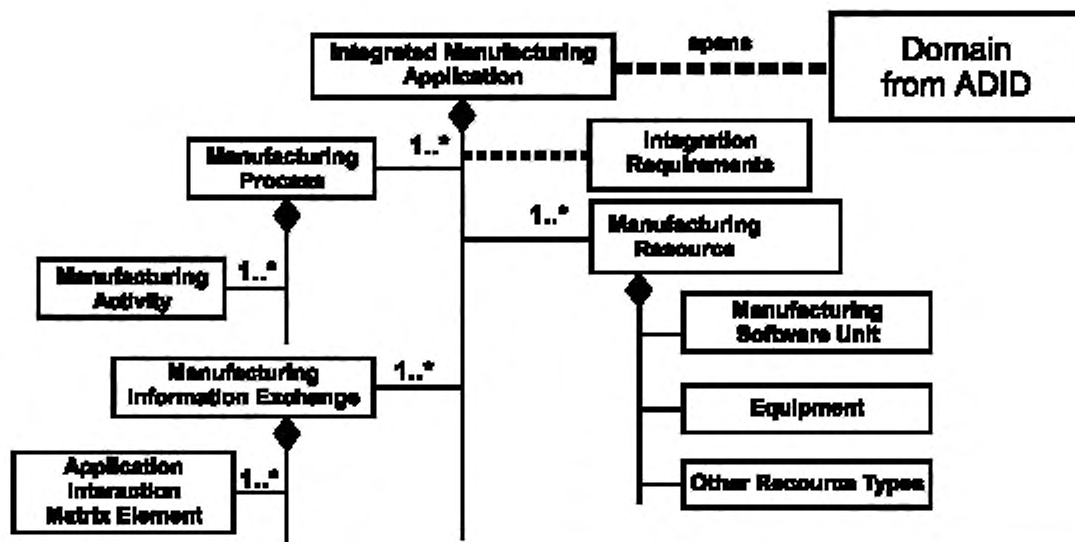 Integrated Manufacturing
Application
spans
Domain
from ADID
1..*
Manufacturing
Process
Integration
Requirements
1..*
Manufacturing
Resource
Manufacturing
Activity
1..*
Manufacturing
Software Unit
Manufacturing
Information Exchange
1..*
Equipment
Application
Interaction
Matrix Element
1..*
Other Resource Types